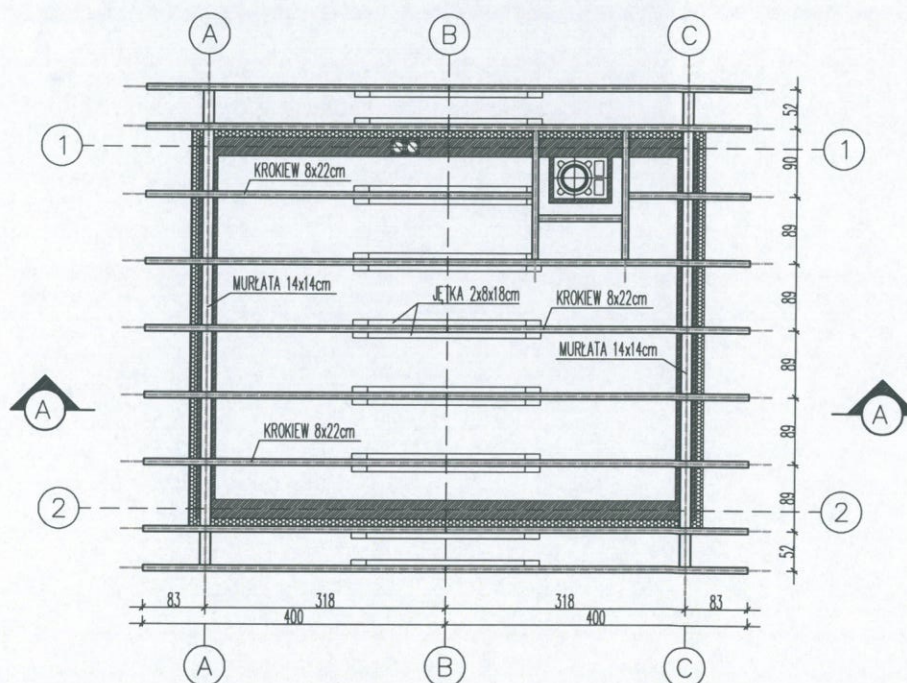 A B C
52
1 1
90
KROKIEW 8x22cm
89
MURŁATA 14x14cm
JĘTKA 2x8x18cm
KROKIEW 8x22cm
89
MURŁATA 14x14cm
89
A A
89
KROKIEW 8x22cm
89
2 2
52
83 318 318 83
400 400
A B C